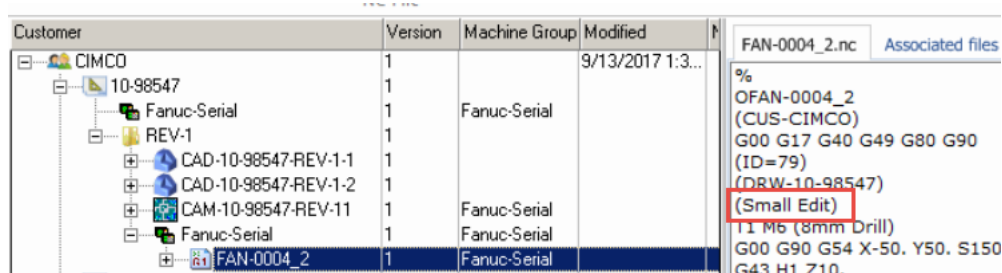 Customer Version Machine Group Modified
CIMCO 1 9/13/2017 1:3...
10-98547 1
Fanuc-Serial 1 Fanuc-Serial
REV-1 1
CAD-10-98547-REV-1-1 1
CAD-10-98547-REV-1-2 1
CAM-10-98547-REV-11 1 Fanuc-Serial
Fanuc-Serial 1 Fanuc-Serial
FAN-0004_2 1 Fanuc-Serial
FAN-0004_2.nc Associated files
%
OFAN-0004_2
(CUS-CIMCO)
G00 G17 G40 G49 G80 G90
(ID=79)
(DRW-10-98547)
(Small Edit)
T1 M6 (8mm Drill)
G00 G90 G54 X-50. Y50. S150
G43 H1 Z10.